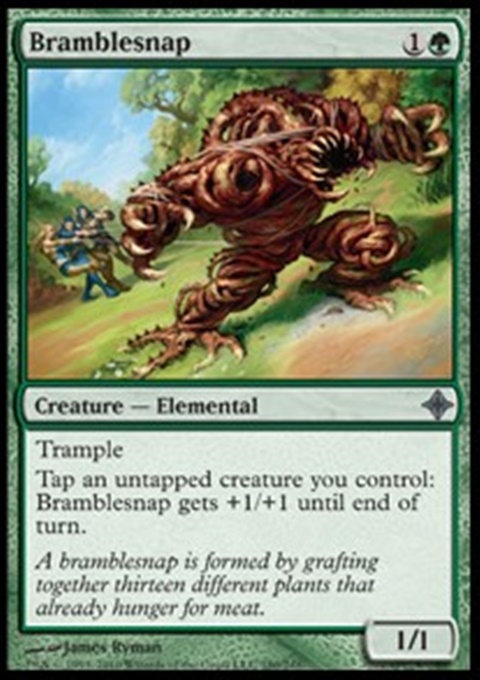 Bramblesnap 1
Creature — Elemental
Trample
Tap an untapped creature you control:
Bramblesnap gets +1/+1 until end of
turn.
A bramblesnap is formed by grafting
together thirteen different plants that
already hunger for meat.
James Ryman
1/1